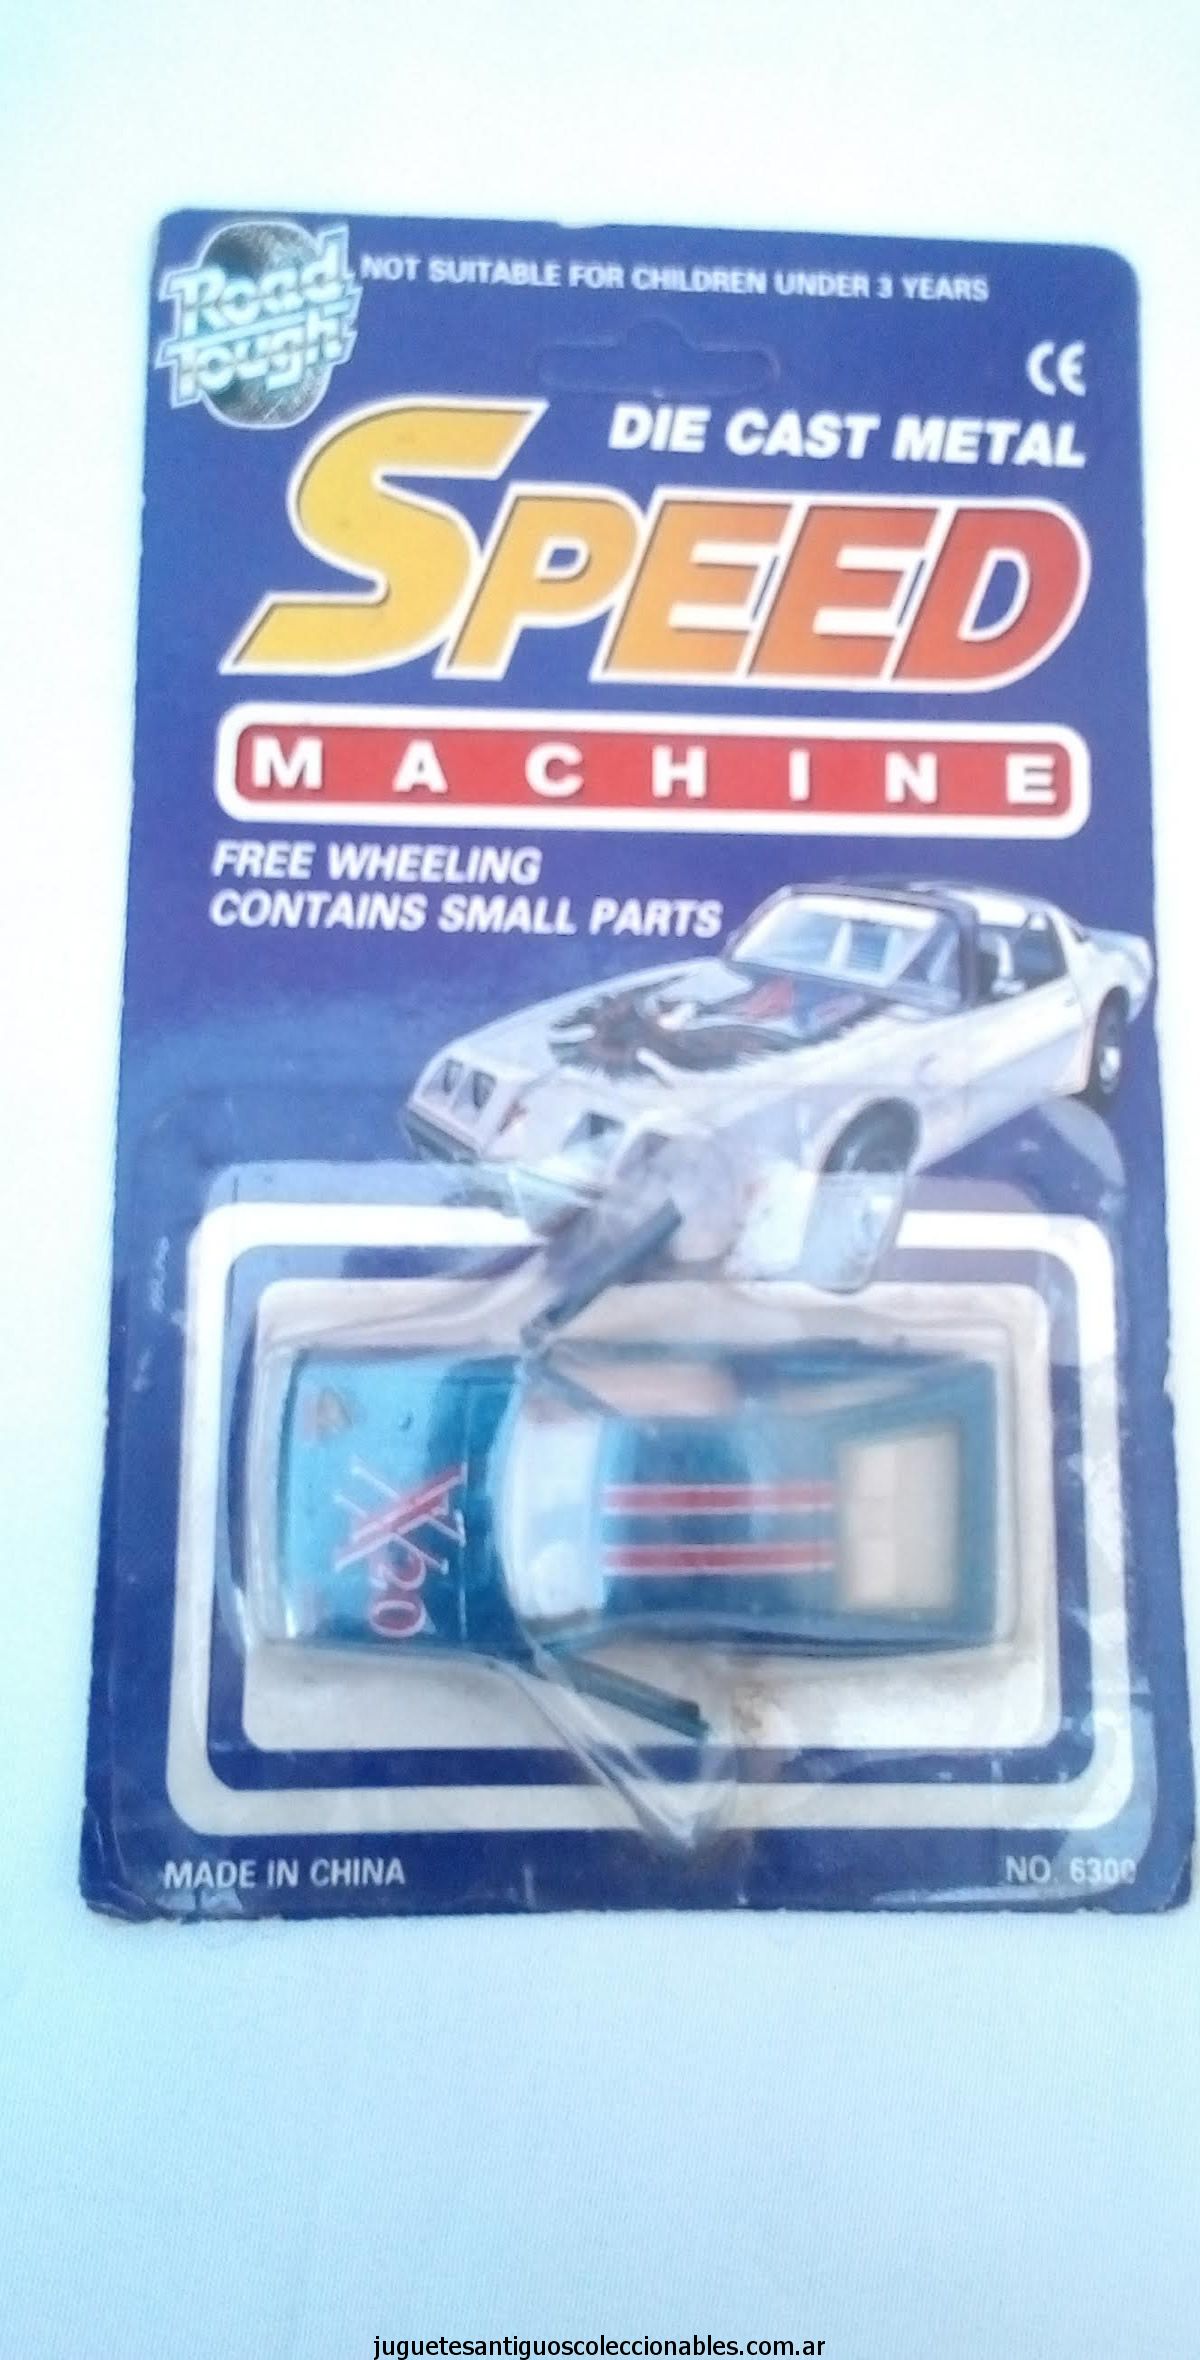 Road
Tough
NOT SUITABLE FOR CHILDREN UNDER 3 YEARS
CE
DIE CAST METAL
SPEED
MACHINE
FREE WHEELING
CONTAINS SMALL PARTS
MADE IN CHINA
NO. 6300
juguetesantiguoscoleccionables.com.ar